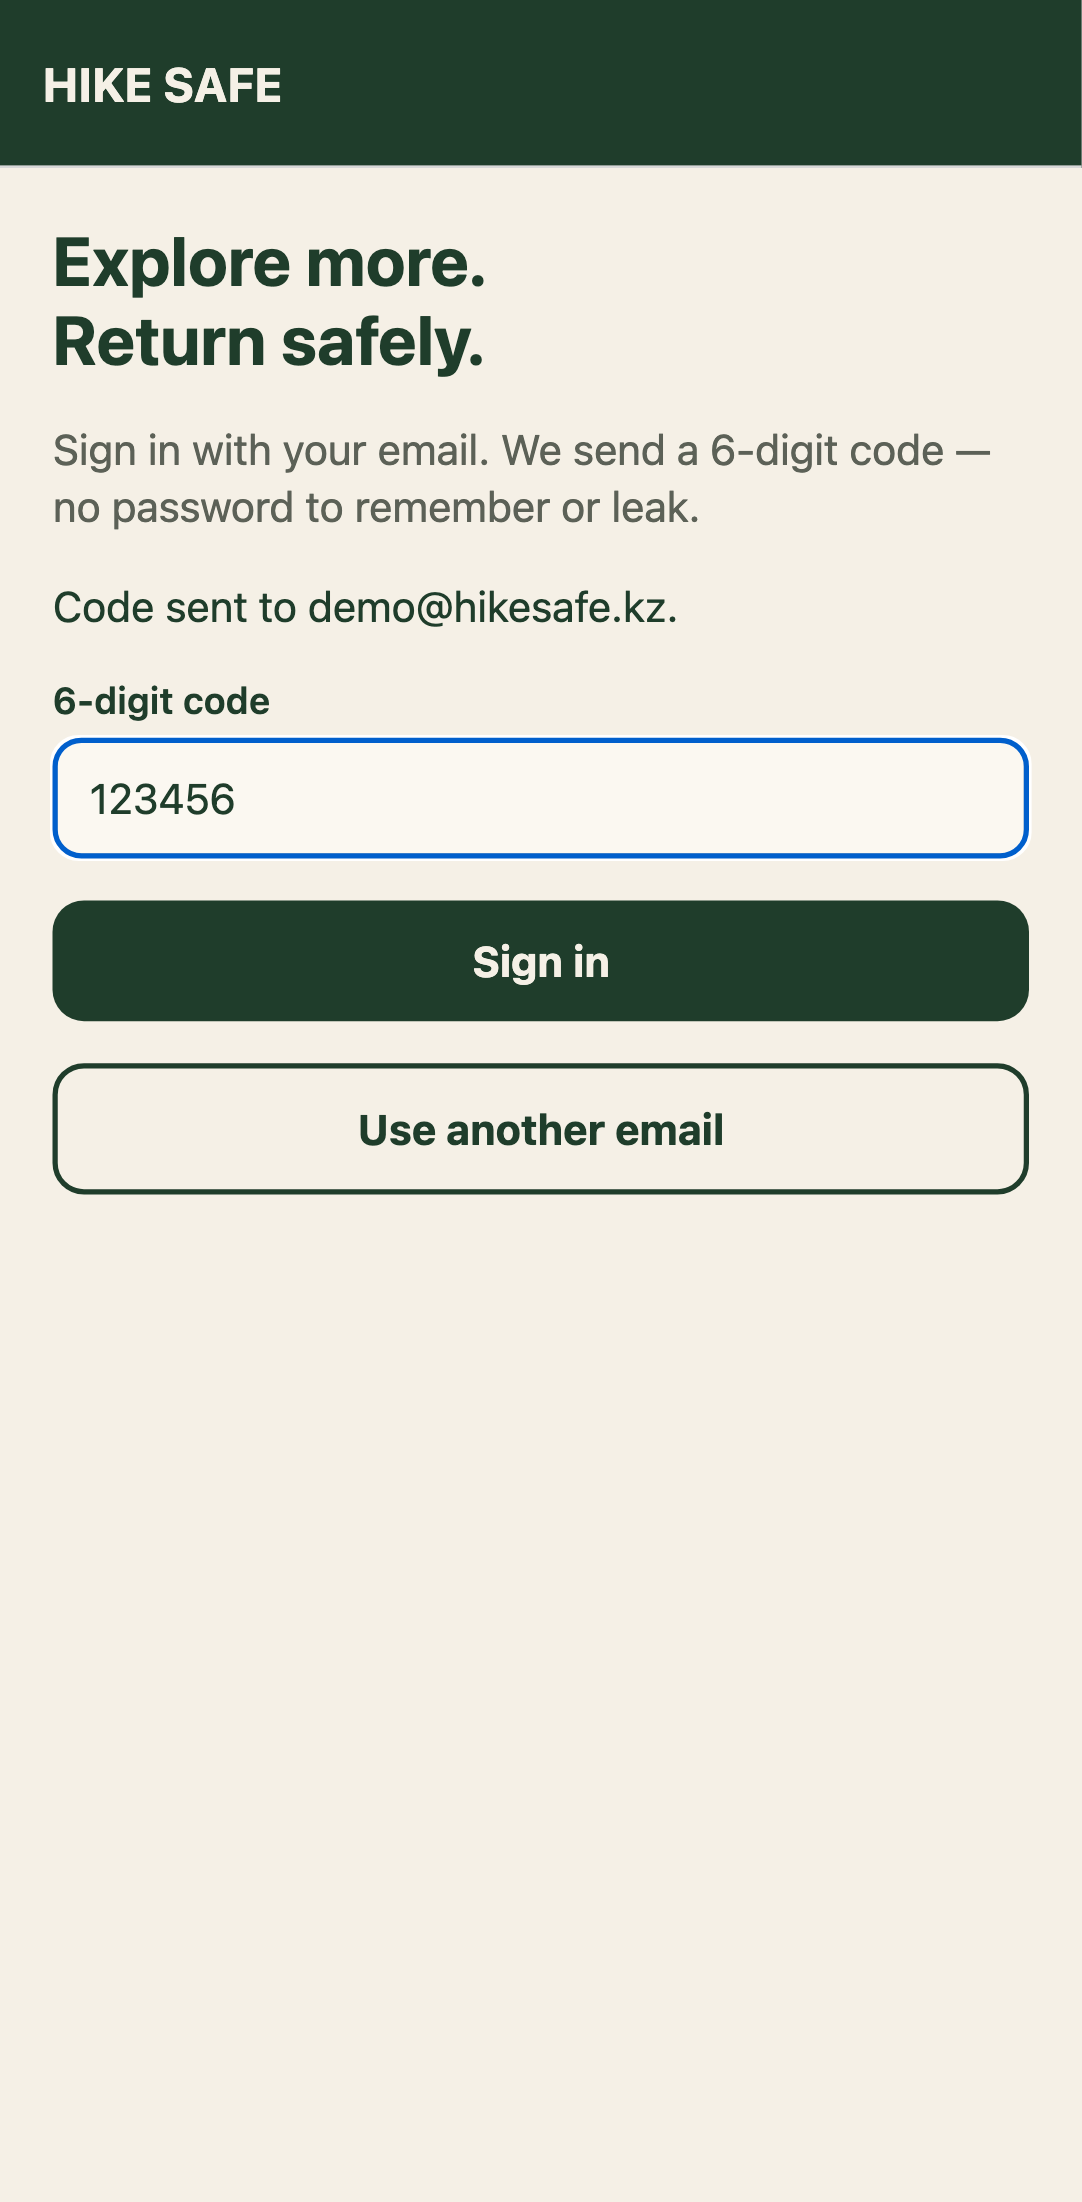 HIKE SAFE
Explore more.
Return safely.
Sign in with your email. We send a 6-digit code —
no password to remember or leak.
Code sent to demo@hikesafe.kz.
6-digit code
123456
Sign in
Use another email